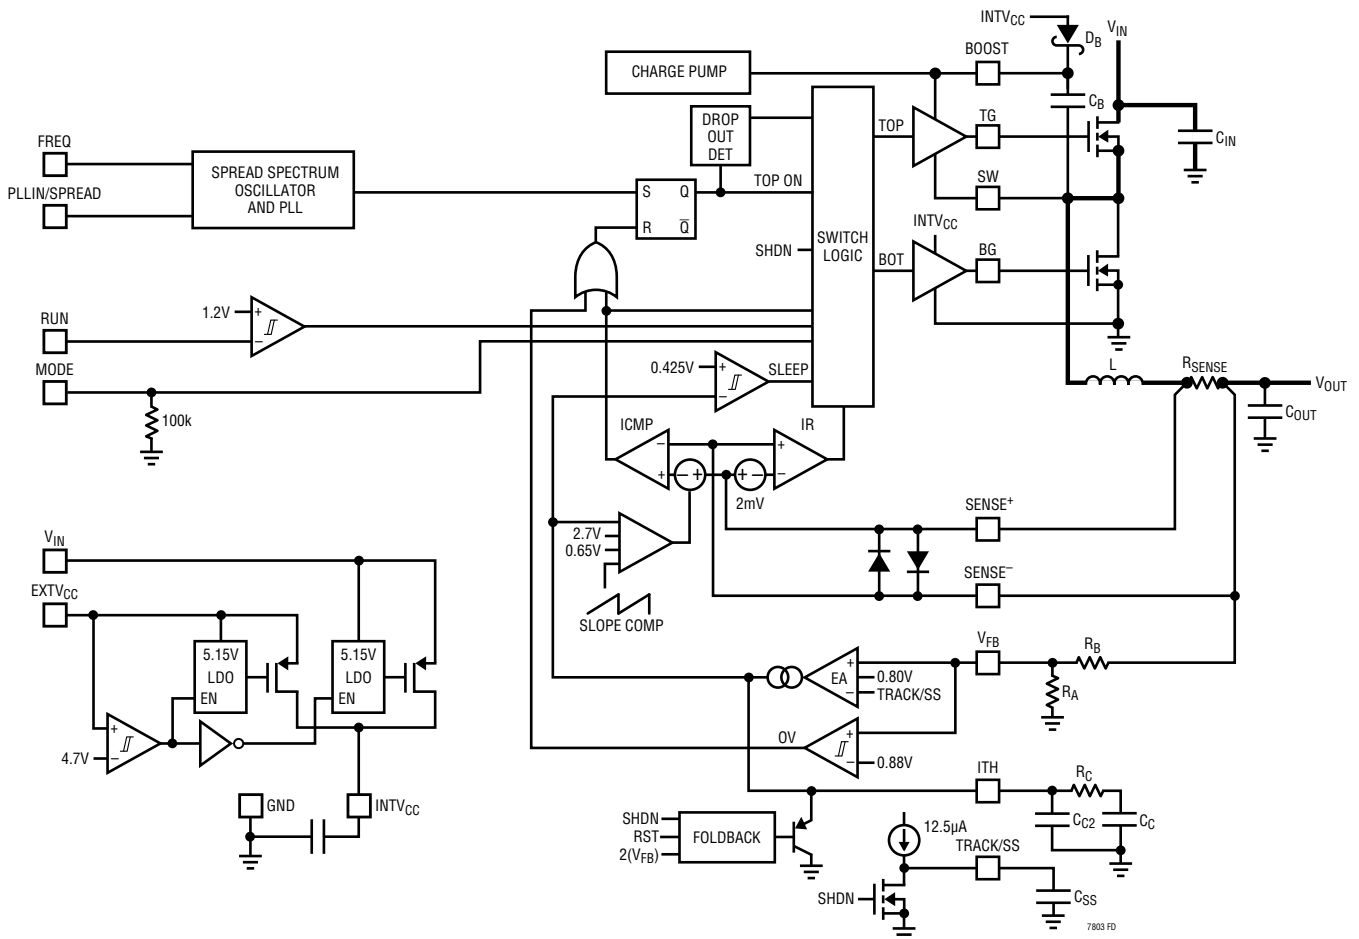 INTVCC
VIN
DB
BOOST
CHARGE PUMP
CB
DROP
OUT
DET
TOP
TG
CIN
FREQ
PLLIN/SPREAD
SPREAD SPECTRUM
OSCILLATOR
AND PLL
S Q
R Q̅
TOP ON
SW
INTVCC
SWITCH
LOGIC
SHDN
BOT
BG
RUN
1.2V
+
−
MODE
100k
0.425V
+
−
SLEEP
L
RSENSE
VOUT
COUT
ICMP
IR
−
+
− +
+ −
+
−
2mV
2.7V
0.65V
SLOPE COMP
SENSE+
SENSE−
VIN
EXTVCC
5.15V
LDO
EN
5.15V
LDO
EN
+
4.7V
−
GND
INTVCC
VFB
RB
RA
EA
+
0.80V
−
TRACK/SS
OV
+
−
0.88V
ITH
RC
CC2
CC
SHDN
RST
2(VFB)
FOLDBACK
12.5µA
TRACK/SS
SHDN
CSS
7803 FD